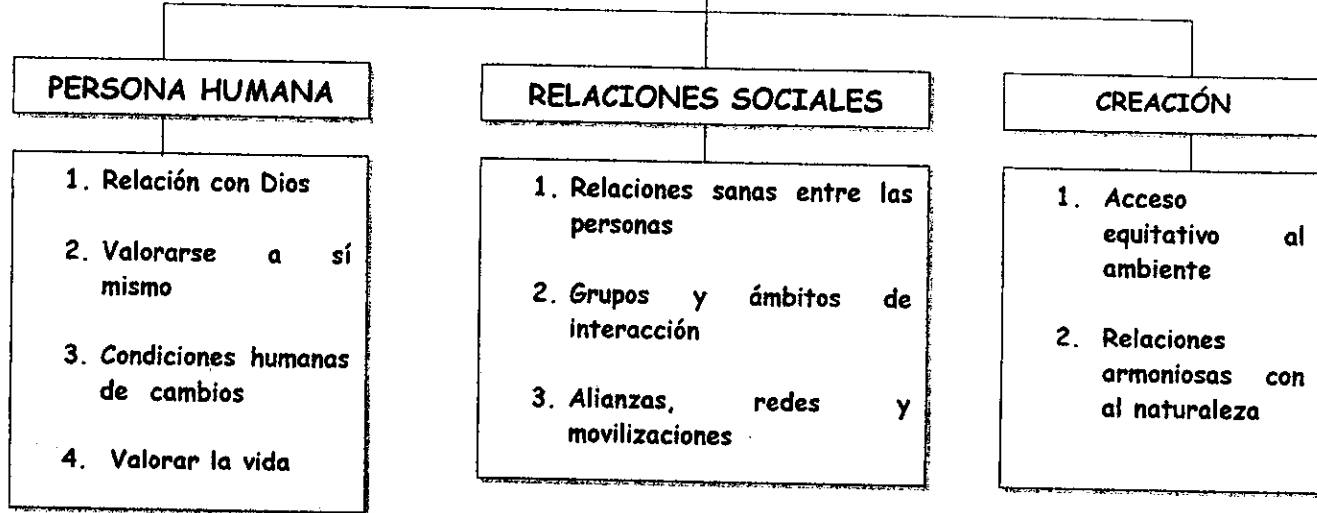 PERSONA HUMANA
1. Relación con Dios
2. Valorarse a sí
mismo
3. Condiciones humanas
de cambios
4. Valorar la vida
RELACIONES SOCIALES
1. Relaciones sanas entre las
personas
2. Grupos y ámbitos de
interacción
3. Alianzas, redes y
movilizaciones
CREACIÓN
1. Acceso
equitativo al
ambiente
2. Relaciones
armoniosas con
al naturaleza